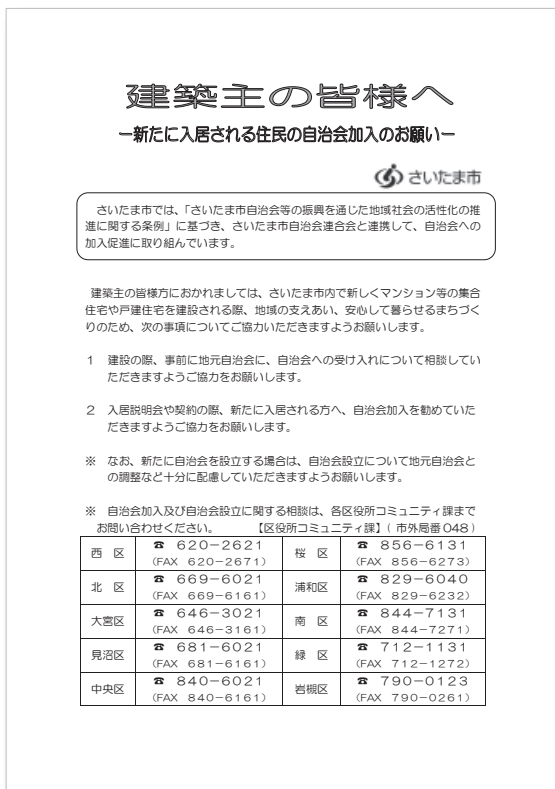 建築主の皆様へ
ー新たに入居される住民の自治会加入のお願いー
さいたま市
さいたま市では、「さいたま市自治会等の振興を通じた地域社会の活性化の推
進に関する条例」に基づき、さいたま市自治会連合会と連携して、自治会への
加入促進に取り組んでいます。
建築主の皆様方におかれましては、さいたま市内で新しくマンション等の集合
住宅や戸建住宅を建設される際、地域の支えあい、安心して暮らせるまちづく
りのため、次の事項についてご協力いただきますようお願いします。
１　建設の際、事前に地元自治会に、自治会への受け入れについて相談してい
ただきますようご協力をお願いします。
２　入居説明会や契約の際、新たに入居される方へ、自治会加入を勧めていた
だきますようご協力をお願いします。
※　なお、新たに自治会を設立する場合は、自治会設立について地元自治会と
の調整など十分に配慮していただきますようお願いします。
※　自治会加入及び自治会設立に関する相談は、各区役所コミュニティ課まで
お問い合わせください。　【区役所コミュニティ課】( 市外局番 048 )
西　区　☎ 620－2621　桜　区　☎ 856－6131
(FAX 620－2671)　(FAX 856－6273)
北　区　☎ 669－6021　浦和区　☎ 829－6040
(FAX 669－6161)　(FAX 829－6232)
大宮区　☎ 646－3021　南　区　☎ 844－7131
(FAX 646－3161)　(FAX 844－7271)
見沼区　☎ 681－6021　緑　区　☎ 712－1131
(FAX 681－6161)　(FAX 712－1272)
中央区　☎ 840－6021　岩槻区　☎ 790－0123
(FAX 840－6161)　(FAX 790－0261)